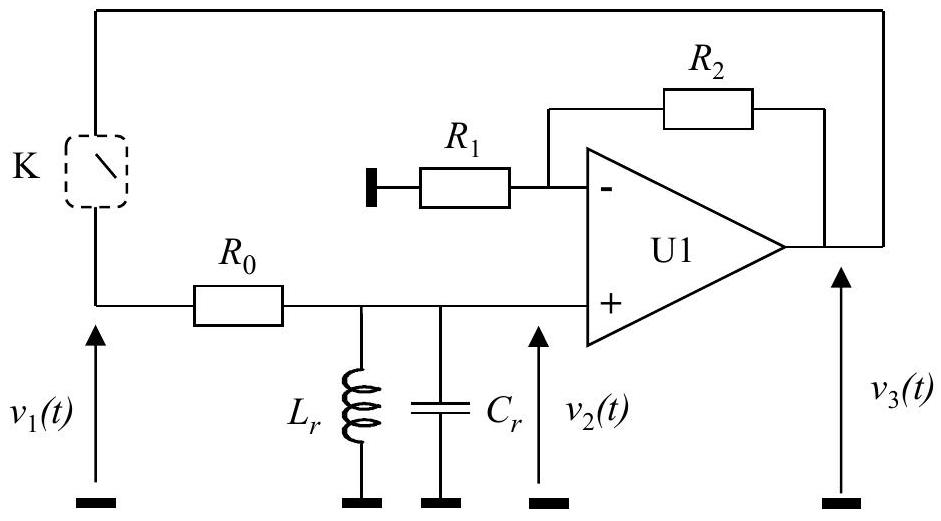 R2
R1
K
-
U1
R0
+
v1(t)
Lr
Cr
v2(t)
v3(t)